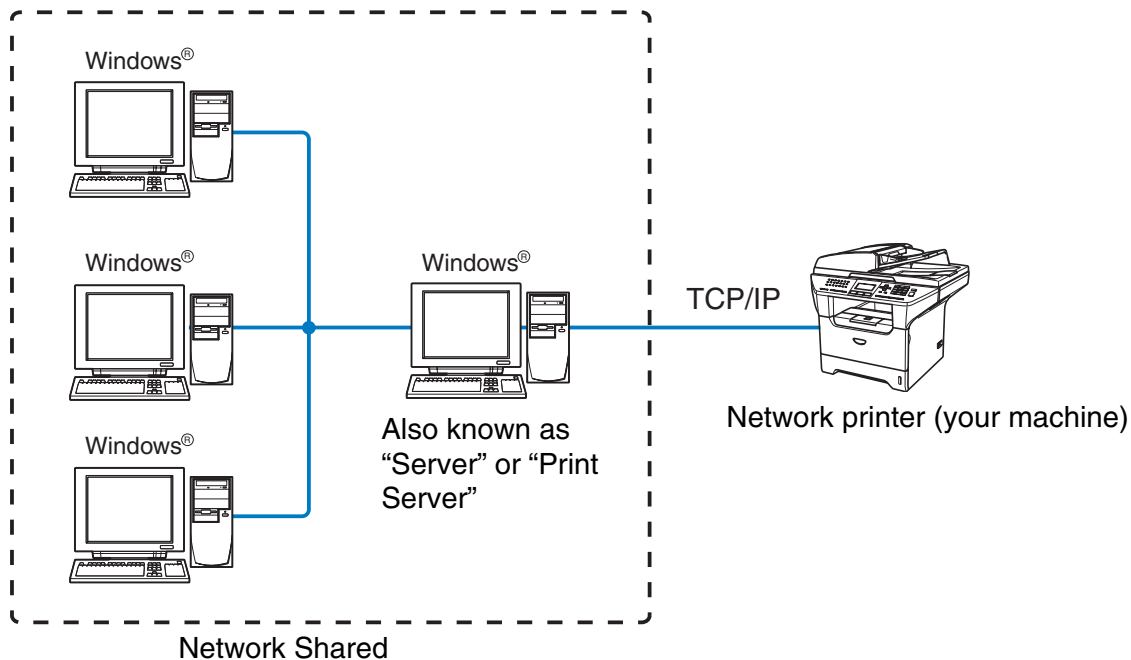 Windows®
Windows®
Windows®
Windows®
Also known as
“Server” or “Print
Server”
TCP/IP
Network printer (your machine)
Network Shared